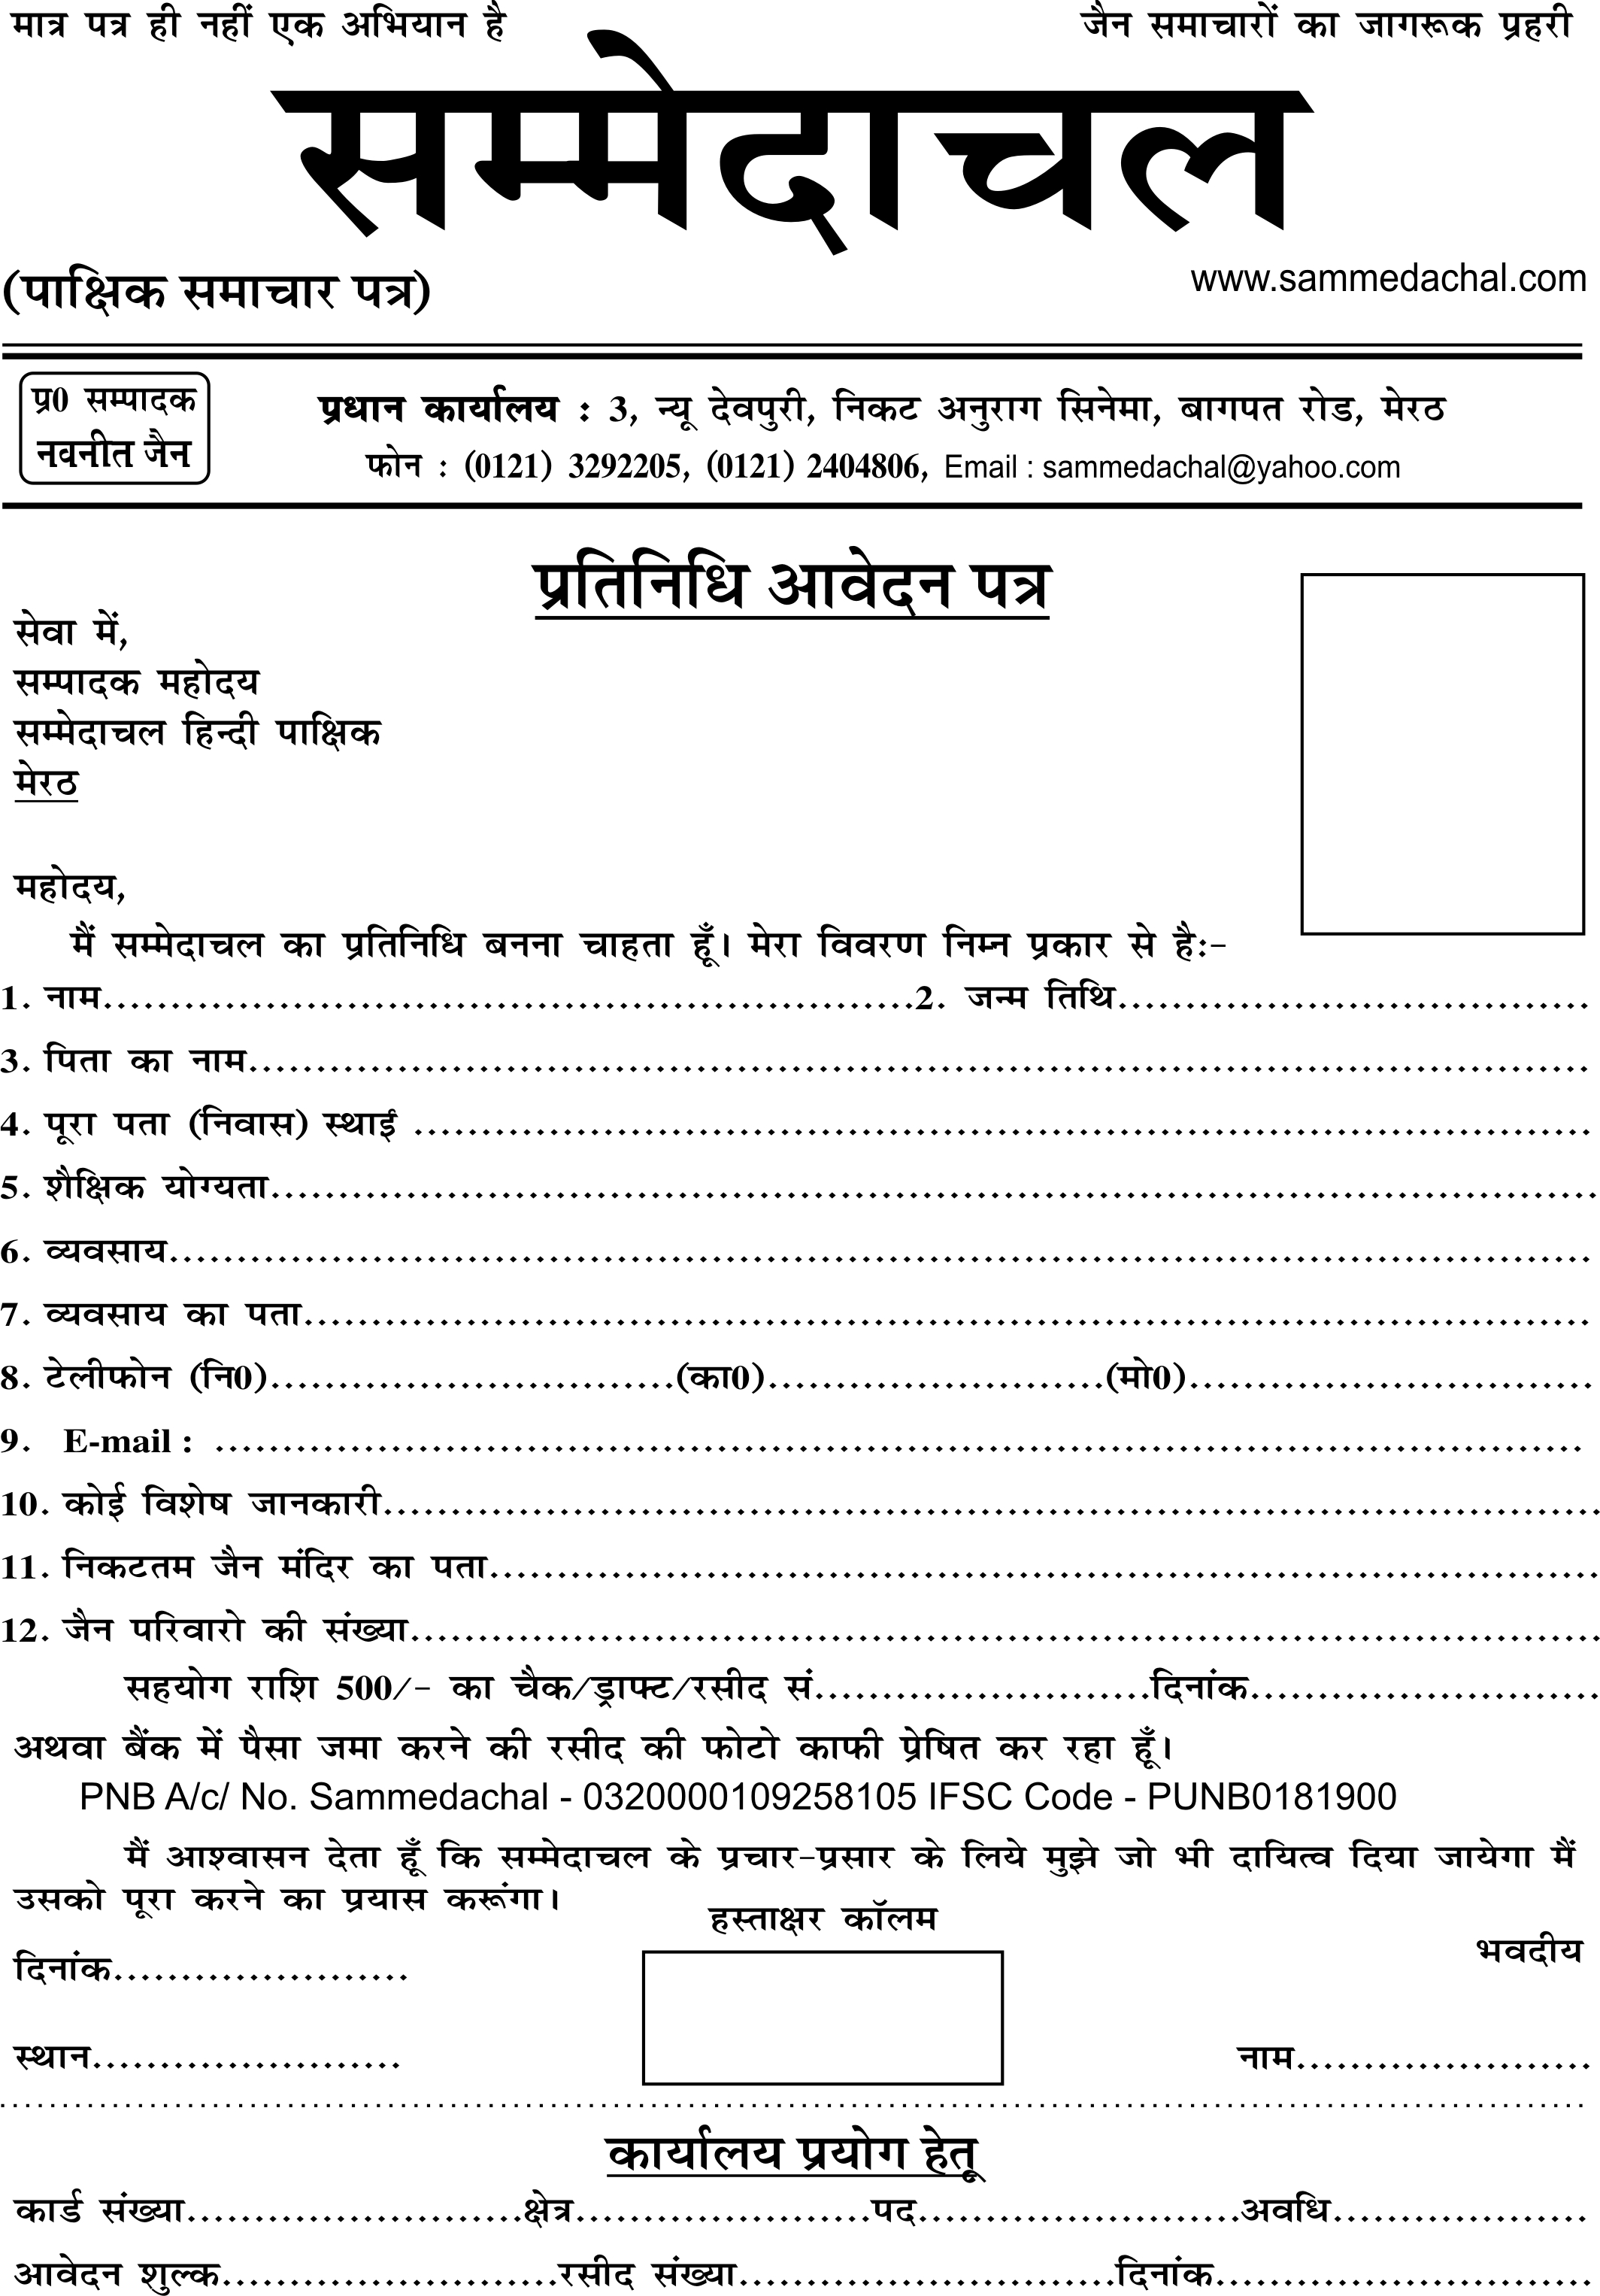 मात्र पत्र ही नहीं एक अभियान है जैन समाचारों का जागरूक प्रहरी
सम्मेदाचल
(पाक्षिक समाचार पत्र) www.sammedachal.com
प्र0 सम्पादक
नवनीत जैन
प्रधान कार्यालय : 3, न्यू देवपुरी, निकट अनुराग सिनेमा, बागपत रोड, मेरठ
फोन : (0121) 3292205, (0121) 2404806, Email : sammedachal@yahoo.com
प्रतिनिधि आवेदन पत्र
सेवा में,
सम्पादक महोदय
सम्मेदाचल हिन्दी पाक्षिक
मेरठ
महोदय,
मैं सम्मेदाचल का प्रतिनिधि बनना चाहता हूँ। मेरा विवरण निम्न प्रकार से है:-
1. नाम............................................................2. जन्म तिथि...................................
3. पिता का नाम....................................................................................................
4. पूरा पता (निवास) स्थाई .......................................................................................
5. शैक्षिक योग्यता..................................................................................................
6. व्यवसाय.........................................................................................................
7. व्यवसाय का पता...............................................................................................
8. टेलीफोन (नि0)..............................(का0).........................(मो0)..............................
9. E-mail : .....................................................................................................
10. कोई विशेष जानकारी..........................................................................................
11. निकटतम जैन मंदिर का पता..................................................................................
12. जैन परिवारो की संख्या........................................................................................
सहयोग राशि 500/- का चैक/ड्राफ्ट/रसीद सं.........................दिनांक..........................
अथवा बैंक में पैसा जमा करने की रसीद की फोटो काफी प्रेषित कर रहा हूँ।
PNB A/c/ No. Sammedachal - 0320000109258105 IFSC Code - PUNB0181900
मैं आश्वासन देता हूँ कि सम्मेदाचल के प्रचार-प्रसार के लिये मुझे जो भी दायित्व दिया जायेगा मैं
उसको पूरा करने का प्रयास करूंगा।
हस्ताक्षर कॉलम
भवदीय
दिनांक......................
स्थान....................... नाम......................
कार्यालय प्रयोग हेतू
कार्ड संख्या.........................क्षेत्र......................पद........................अवधि...................
आवेदन शुल्क.........................रसीद संख्या............................दिनांक............................